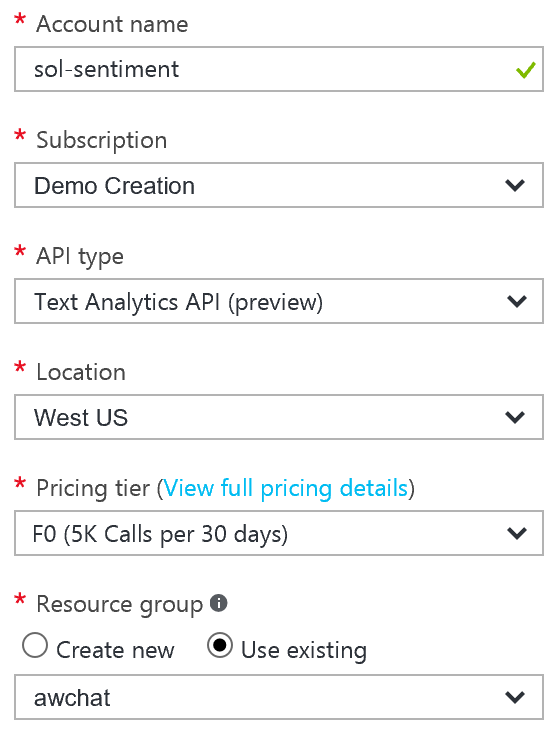 * Account name
sol-sentiment
* Subscription
Demo Creation
* API type
Text Analytics API (preview)
* Location
West US
* Pricing tier (View full pricing details)
F0 (5K Calls per 30 days)
* Resource group
Create new Use existing
awchat